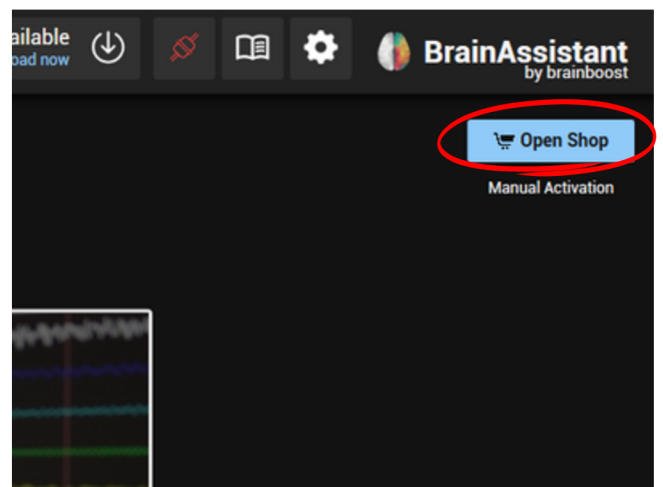 ailable
oad now
BrainAssistant
by brainboost
Open Shop
Manual Activation